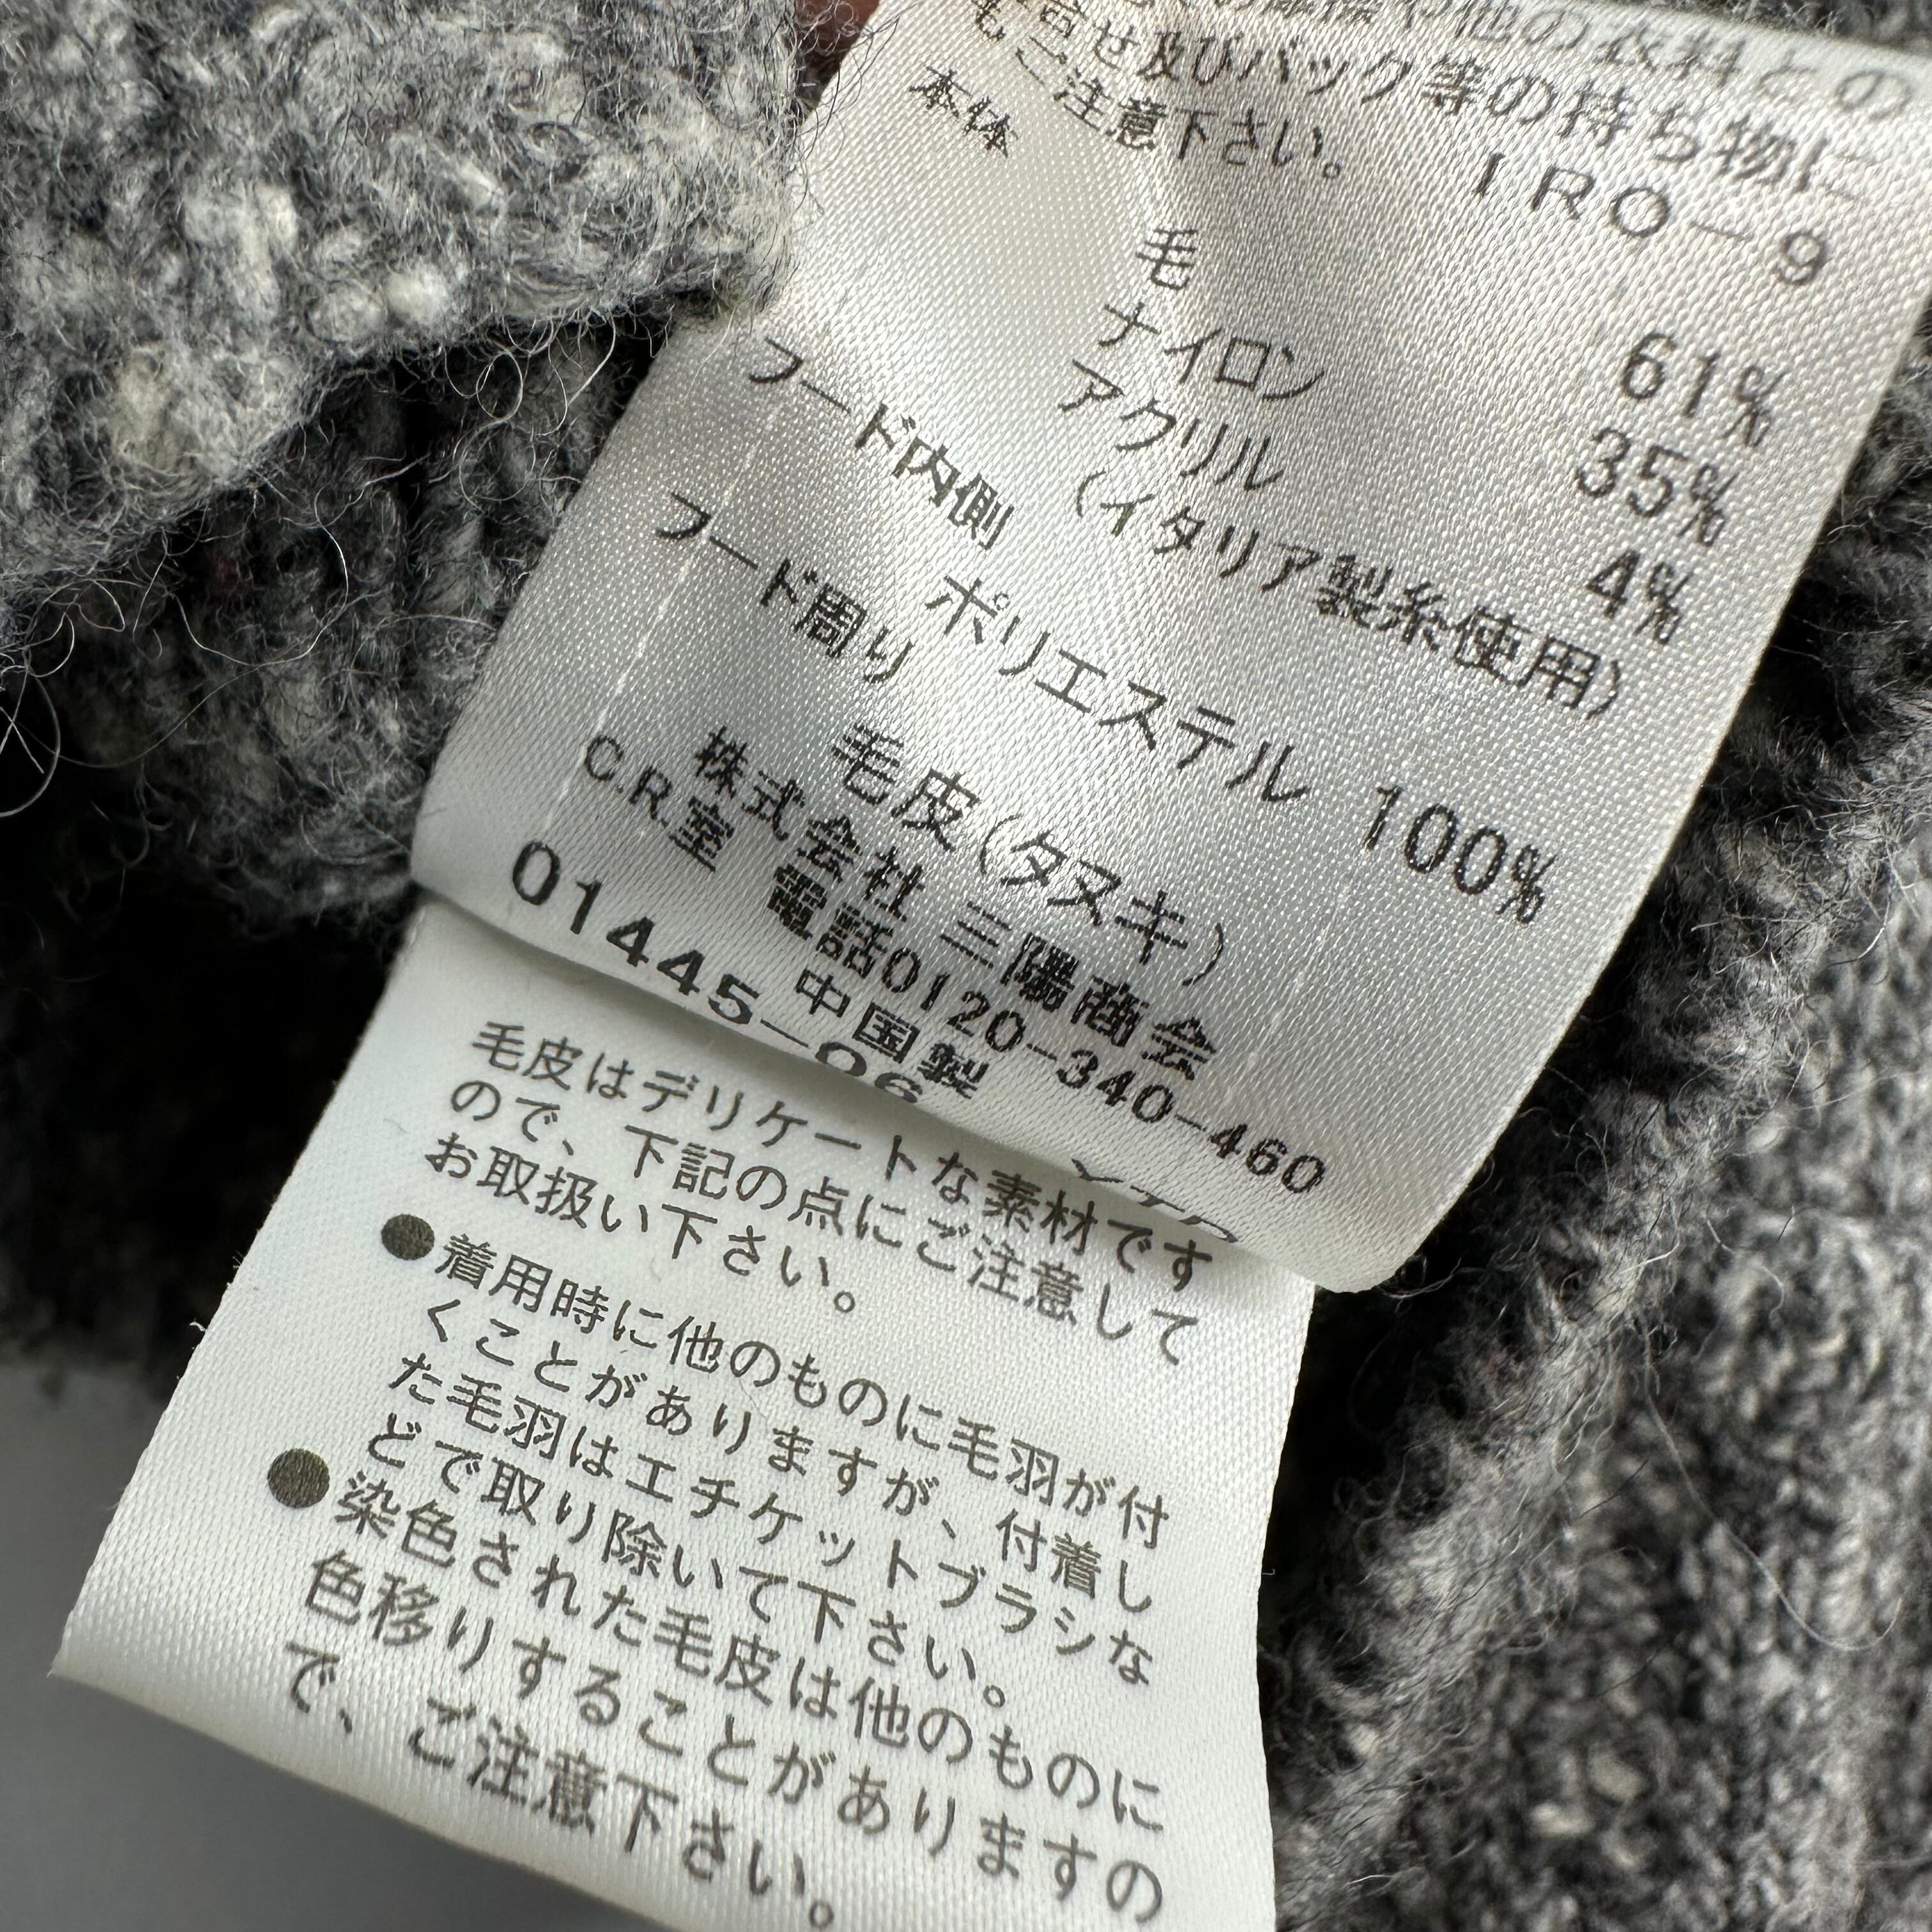 の他の衣料との
せ及びバック等の持ち物に
もご注意下さい。
IRO-9
本体
毛 61%
ナイロン 35%
アクリル 4%
(イタリア製糸使用)
フード内側
ポリエステル 100%
フード周り
毛皮(タヌキ)
株式会社 三陽商会
C.R.室 電話0120-340-460
中国製
01445-06
毛皮はデリケートな素材です
ので、下記の点にご注意して
お取扱い下さい。
●着用時に他のものに毛羽が付
くことがありますが、付着し
た毛羽はエチケットブラシな
どで取り除いて下さい。
●染色された毛皮は他のものに
色移りすることがありますの
で、ご注意下さい。